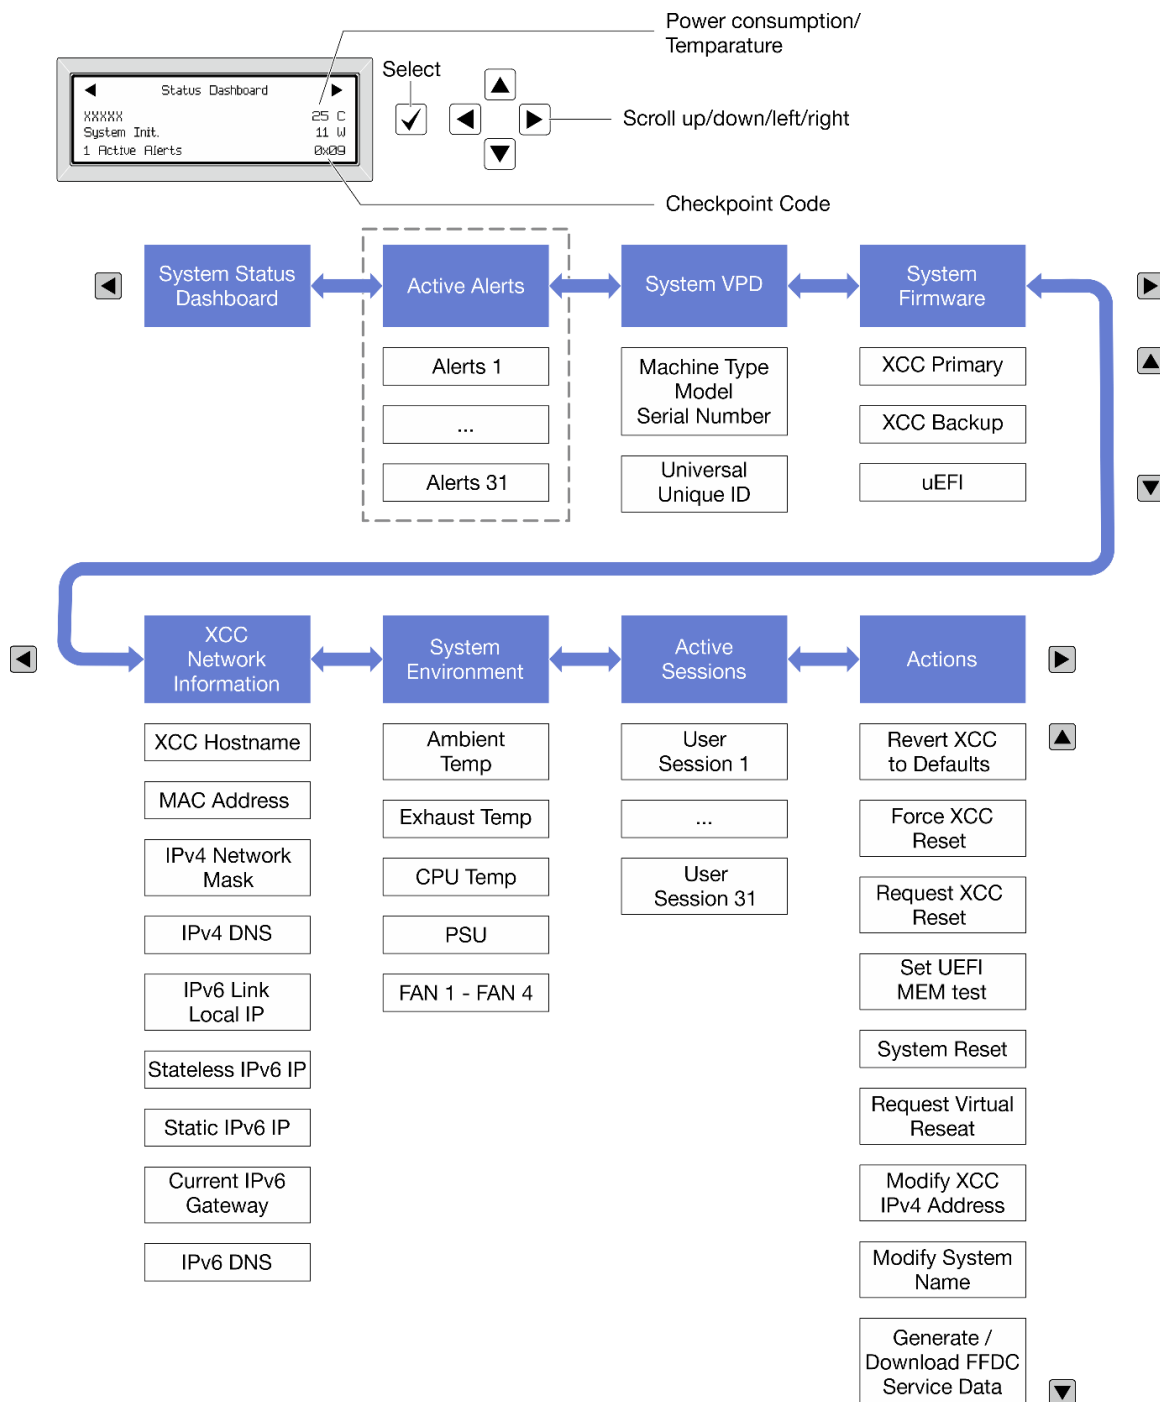 Power consumption/
Temparature
Select
Status Dashboard
XXXXX 25 C
System Init. 11 W
1 Active Alerts 0x09
Scroll up/down/left/right
Checkpoint Code
System Status
Dashboard
Active Alerts
System VPD
System
Firmware
Alerts 1
...
Alerts 31
Machine Type
Model
Serial Number
Universal
Unique ID
XCC Primary
XCC Backup
uEFI
XCC
Network
Information
System
Environment
Active
Sessions
Actions
XCC Hostname
MAC Address
IPv4 Network
Mask
IPv4 DNS
IPv6 Link
Local IP
Stateless IPv6 IP
Static IPv6 IP
Current IPv6
Gateway
IPv6 DNS
Ambient
Temp
Exhaust Temp
CPU Temp
PSU
FAN 1 - FAN 4
User
Session 1
...
User
Session 31
Revert XCC
to Defaults
Force XCC
Reset
Request XCC
Reset
Set UEFI
MEM test
System Reset
Request Virtual
Reseat
Modify XCC
IPv4 Address
Modify System
Name
Generate /
Download FFDC
Service Data